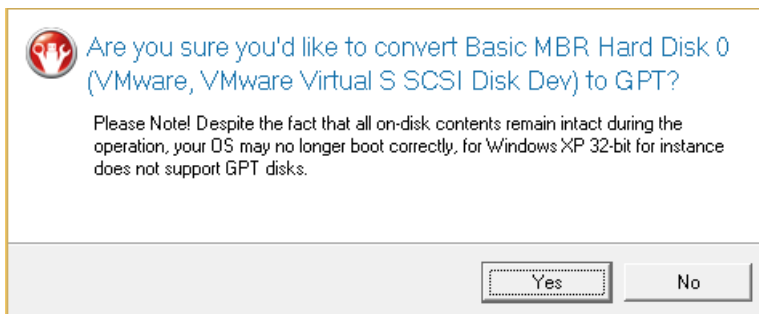 Are you sure you'd like to convert Basic MBR Hard Disk 0
(VMware, VMware Virtual S SCSI Disk Dev) to GPT?
Please Note! Despite the fact that all on-disk contents remain intact during the
operation, your OS may no longer boot correctly, for Windows XP 32-bit for instance
does not support GPT disks.
Yes
No